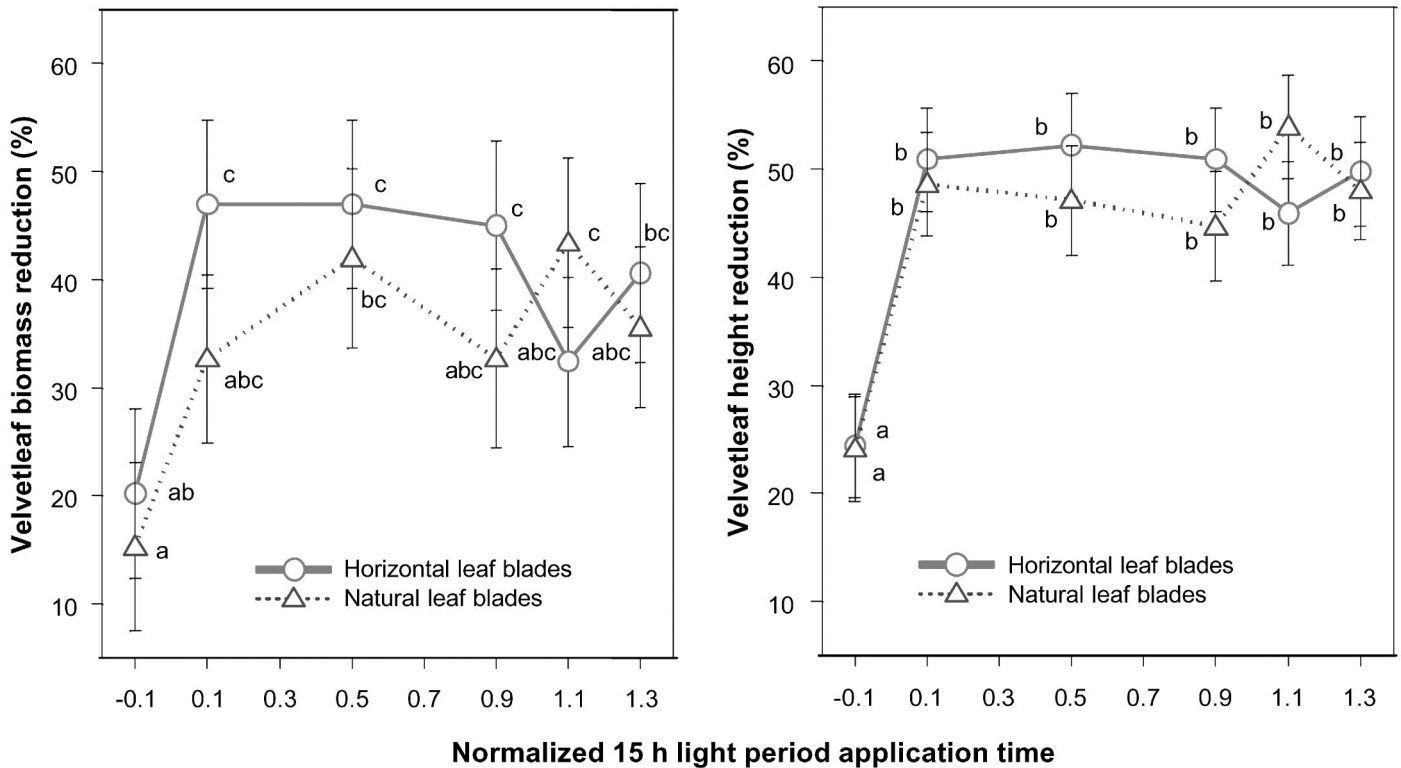 Velvetleaf biomass reduction (%)
60
50
40
30
20
10
c
c
c
c
bc
bc
abc
abc
abc
abc
ab
a
Horizontal leaf blades
Natural leaf blades
-0.1 0.1 0.3 0.5 0.7 0.9 1.1 1.3
Velvetleaf height reduction (%)
60
50
40
30
20
10
b
b
b
b
b
b
b
b
b
b
a
a
Horizontal leaf blades
Natural leaf blades
-0.1 0.1 0.3 0.5 0.7 0.9 1.1 1.3
Normalized 15 h light period application time